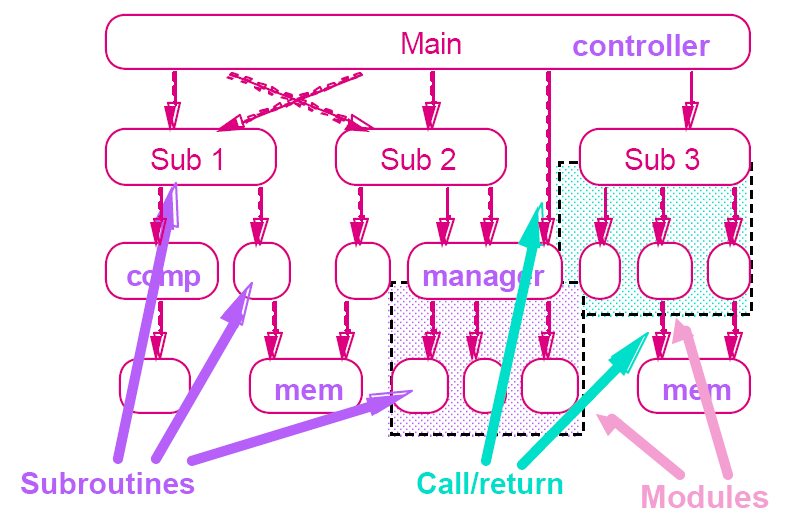 Main controller
Sub 1 Sub 2 Sub 3
comp manager
mem mem
Subroutines Call/return Modules